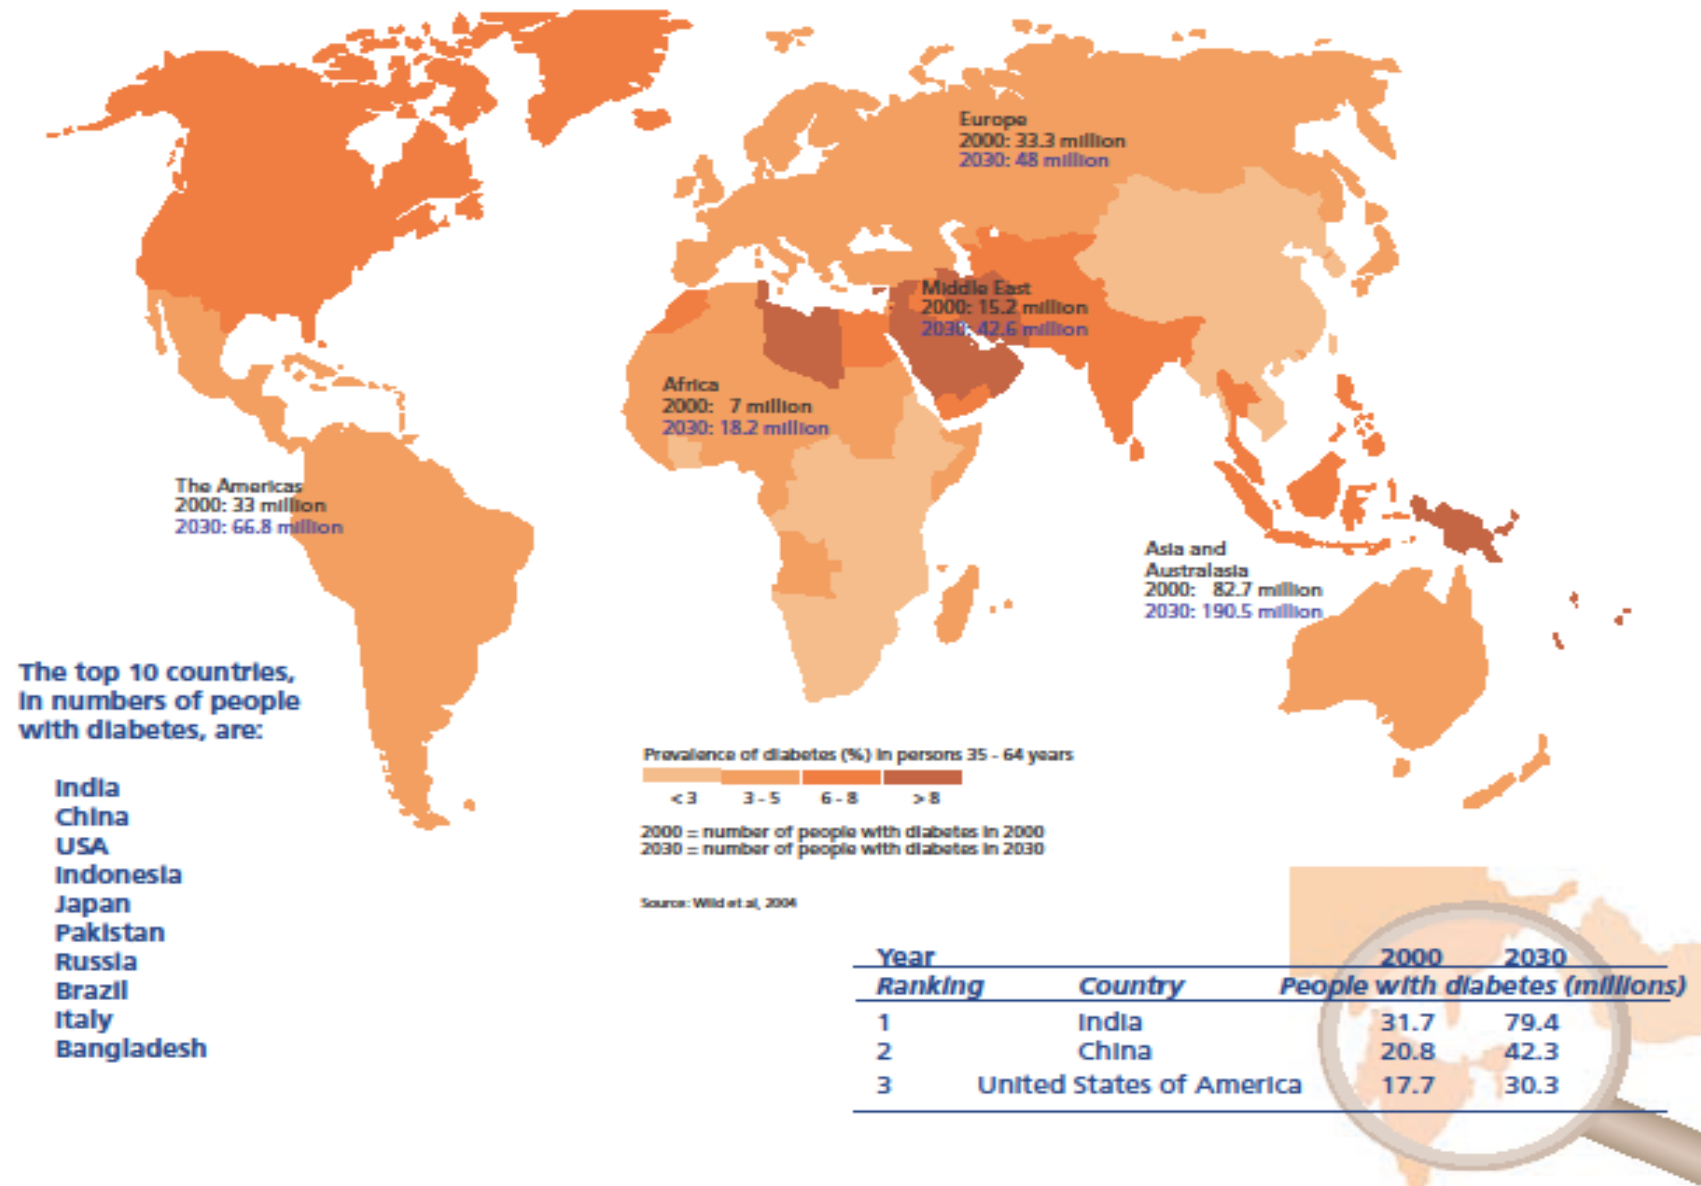 Europe
2000: 33.3 million
2030: 48 million
Middle East
2000: 15.2 million
2030: 42.6 million
Africa
2000: 7 million
2030: 18.2 million
The Americas
2000: 33 million
2030: 66.8 million
Asia and
Australasia
2000: 82.7 million
2030: 190.5 million
The top 10 countries,
in numbers of people
with diabetes, are:
India
China
USA
Indonesia
Japan
Pakistan
Russia
Brazil
Italy
Bangladesh
Prevalence of diabetes (%) in persons 35 - 64 years
< 3 3 - 5 6 - 8 > 8
2000 = number of people with diabetes in 2000
2030 = number of people with diabetes in 2030
Source: Wild et al, 2004
Year 2000 2030
Ranking Country People with diabetes (millions)
1 India 31.7 79.4
2 China 20.8 42.3
3 United States of America 17.7 30.3